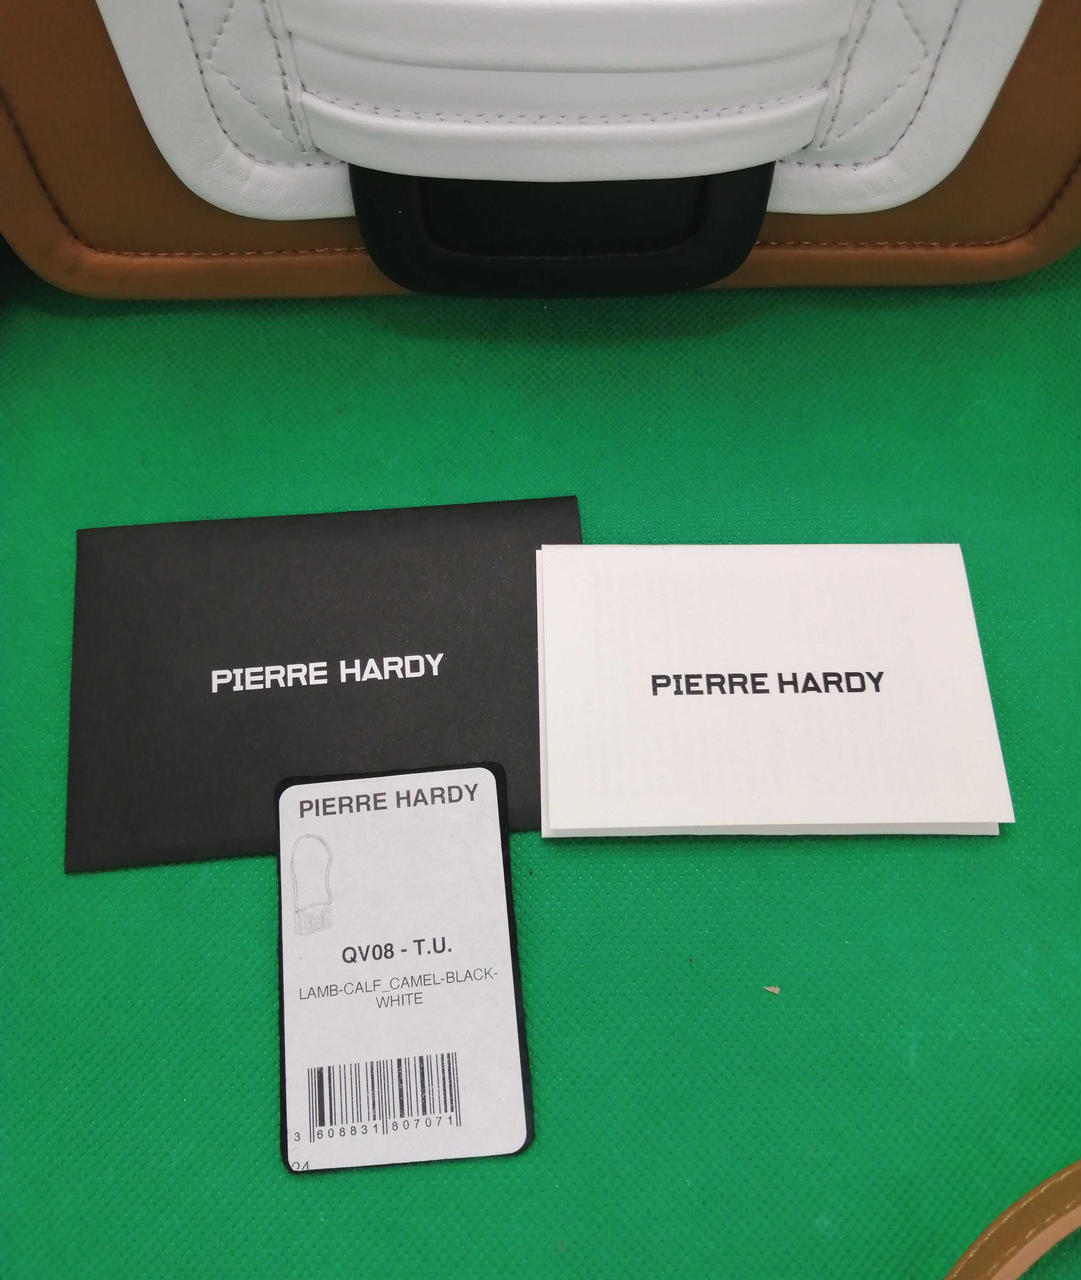 PIERRE HARDY
PIERRE HARDY
PIERRE HARDY
QV08 - T.U.
LAMB-CALF_CAMEL-BLACK-
WHITE
3 608831 807071